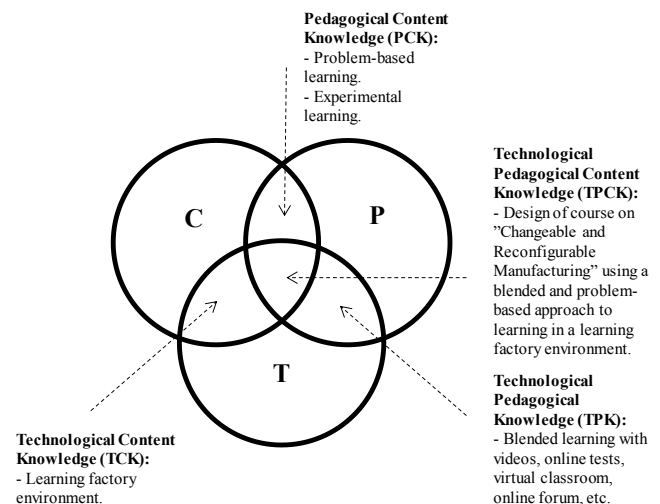 Pedagogical Content
Knowledge (PCK):
- Problem-based
learning.
- Experimental
learning.
C
P
T
Technological
Pedagogical Content
Knowledge (TPCK):
- Design of course on
”Changeable and
Reconfigurable
Manufacturing” using a
blended and problem-
based approach to
learning in a learning
factory environment.
Technological
Pedagogical
Knowledge (TPK):
- Blended learning with
videos, online tests,
virtual classroom,
online forum, etc.
Technological Content
Knowledge (TCK):
- Learning factory
environment.